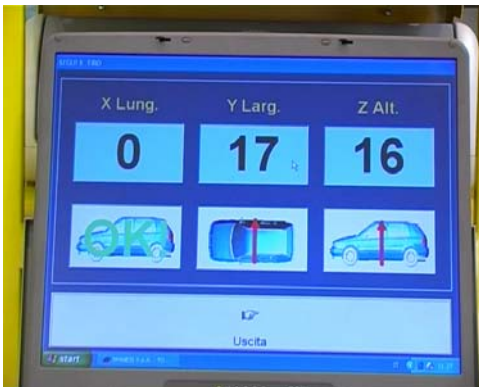 X Lung.
Y Larg.
Z Alt.
0
17
16
OK!
Uscita
start